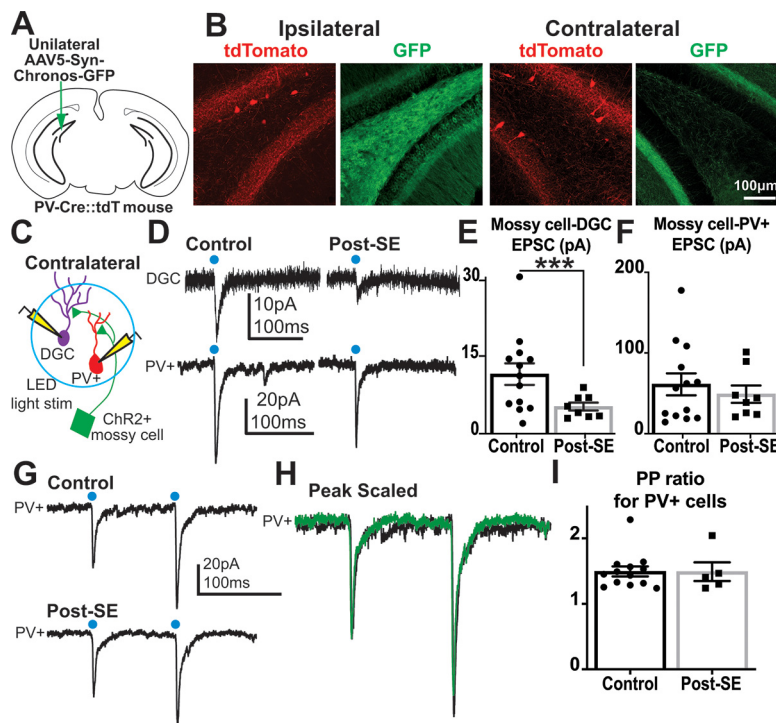 A
Unilateral
AAV5-Syn-
Chronos-GFP
PV-Cre::tdT mouse
B
Ipsilateral
Contralateral
tdTomato
GFP
tdTomato
GFP
100µm
C
Contralateral
DGC
PV+
LED
light stim
ChR2+
mossy cell
D
Control
Post-SE
DGC
10pA
100ms
PV+
20pA
100ms
E
Mossy cell-DGC
EPSC (pA)
***
30
15
0
Control
Post-SE
F
Mossy cell-PV+
EPSC (pA)
200
100
0
Control
Post-SE
G
Control
PV+
20pA
100ms
Post-SE
PV+
H
Peak Scaled
PV+
I
PP ratio
for PV+ cells
2
1
0
Control
Post-SE